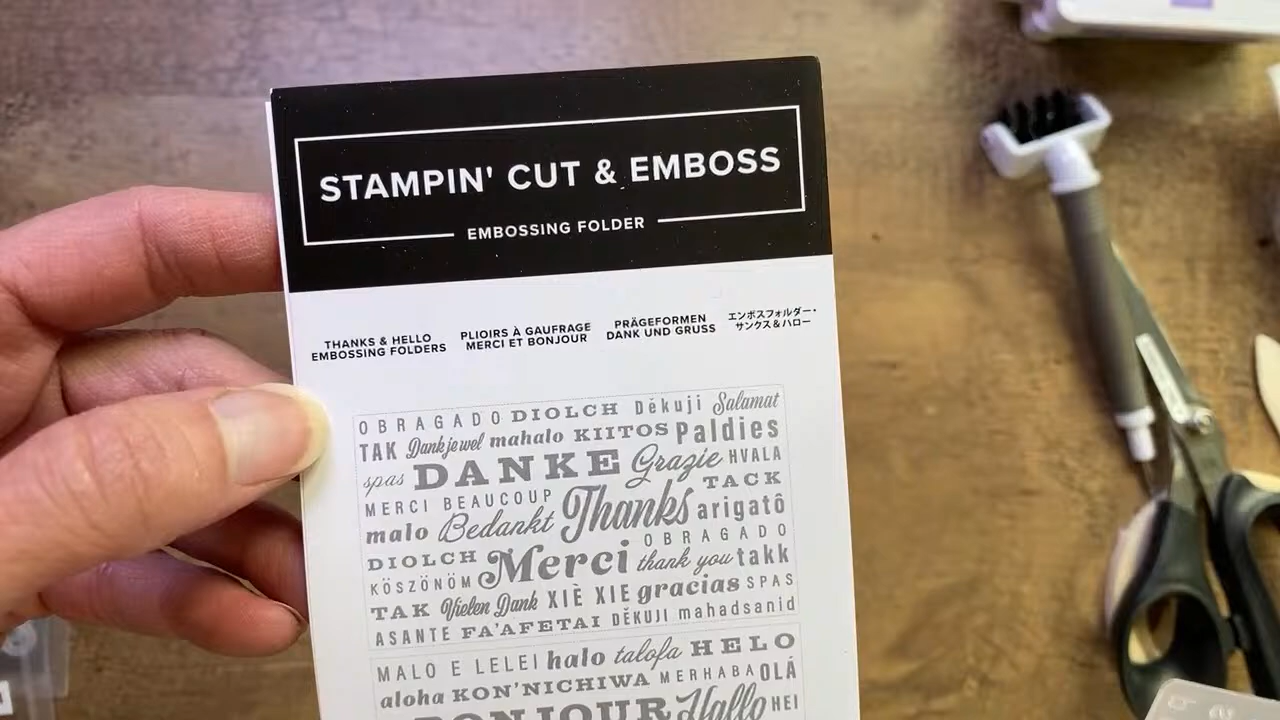 STAMPIN' CUT & EMBOSS
EMBOSSING FOLDER
THANKS & HELLO
EMBOSSING FOLDERS
PLIOIRS À GAUFRAGE
MERCI ET BONJOUR
PRÄGEFORMEN
DANK UND GRUSS
エンボスフォルダー・
サンクス&ハロー
OBRAGADO DIOLCH Děkuji Salamat
TAK Dank je wel mahalo KIITOS Paldies
spas DANKE Grazie HVALA
MERCI BEAUCOUP Thanks TACK
malo Bedankt arigatô
DIOLCH Merci OBRAGADO
KÖSZÖNÖM thank you takk
TAK Vielen Dank XIÈ XIE gracias SPAS
ASANTE FA'AFETAI DĚKUJI mahadsanid
MALO E LELEI halo talofa HELO
aloha KON'NICHIWA MERHABA OLÁ
BONJOUR Hallo HEI